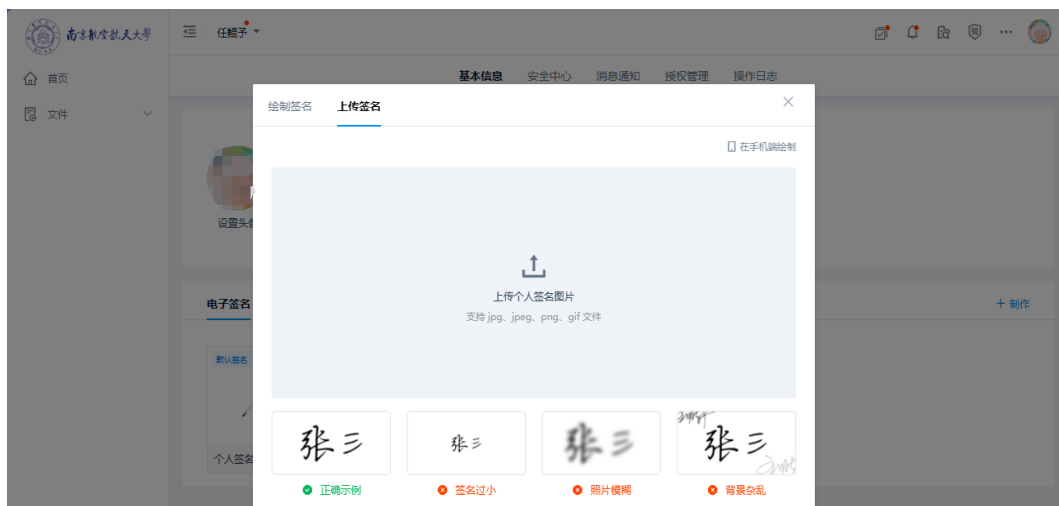 南京航空航天大學
任鲲予
首页
文件
基本信息 安全中心 消息通知 授权管理 操作日志
绘制签名 上传签名
在手机端绘制
设置头像
上传个人签名图片
支持 jpg、jpeg、png、gif 文件
电子签名
+ 制作
默认签名
个人签名
张三 张三 张三 张三
正确示例 签名过小 照片模糊 背景杂乱